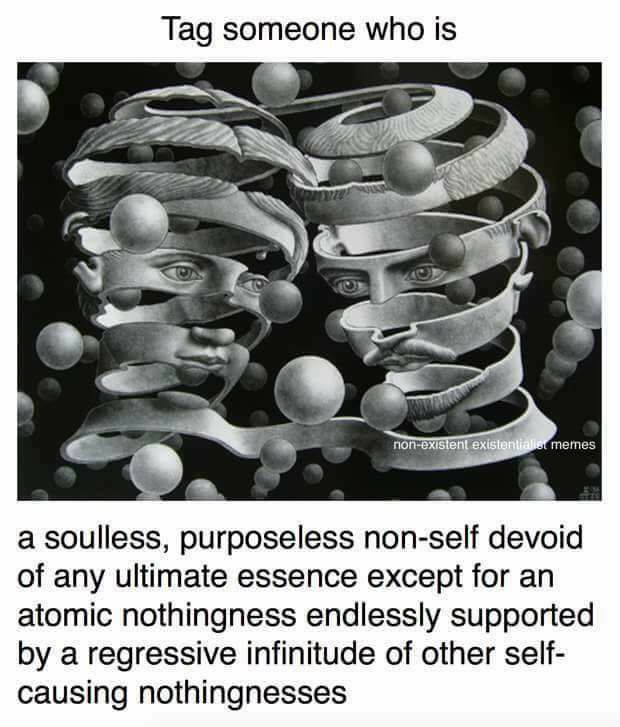 Tag someone who is
non-existent existentialist memes
a soulless, purposeless non-self devoid
of any ultimate essence except for an
atomic nothingness endlessly supported
by a regressive infinitude of other self-
causing nothingnesses